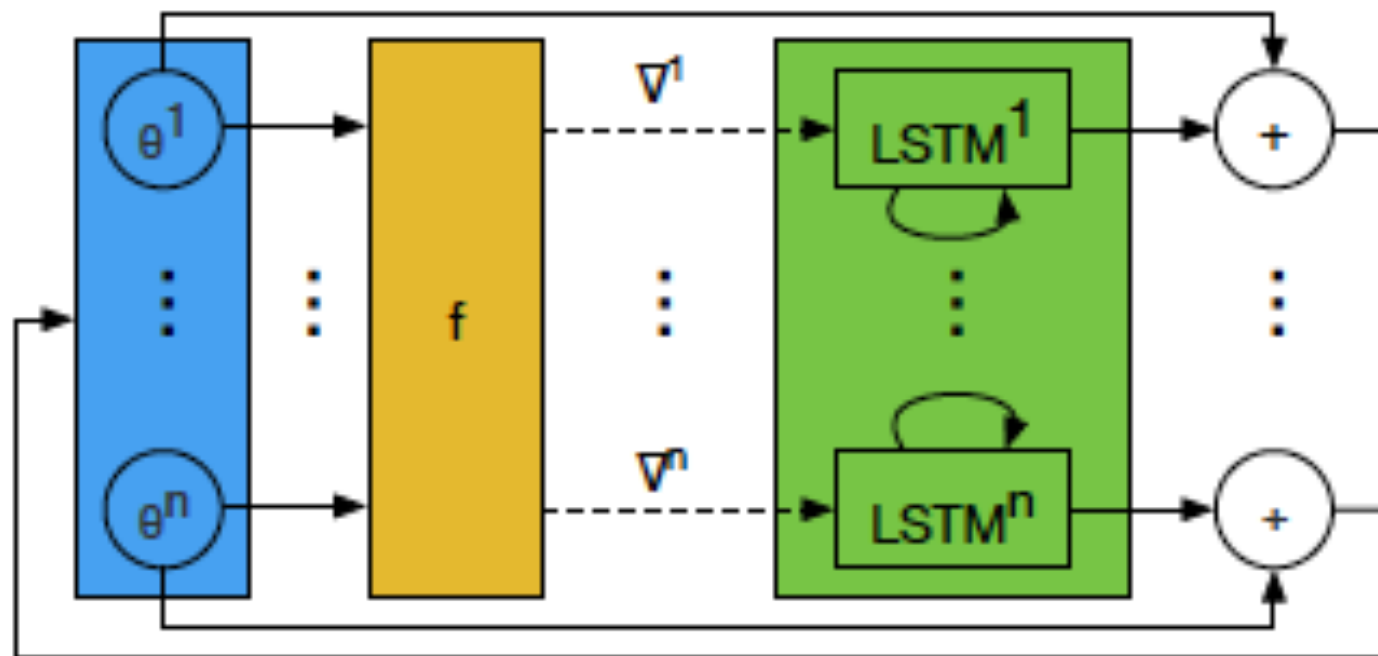 θ¹ ∇¹ LSTM¹ +
f
θⁿ ∇ⁿ LSTMⁿ +